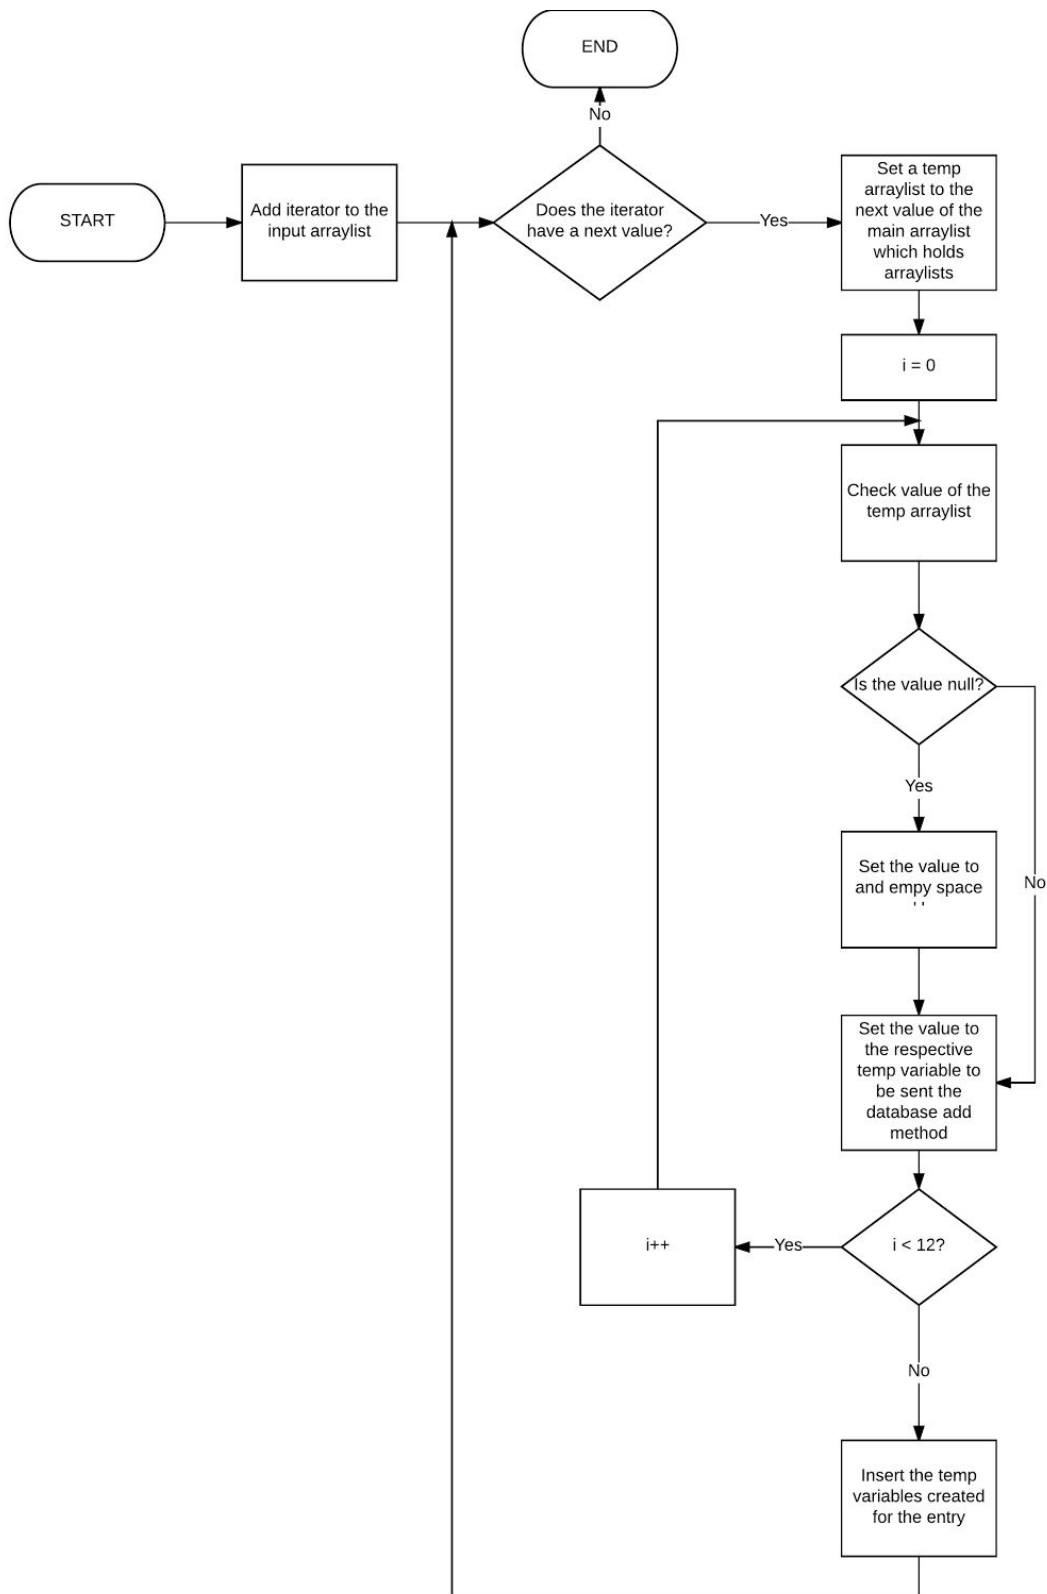 END
No
START
Add iterator to the
input arraylist
Does the iterator
have a next value?
Yes
Set a temp
arraylist to the
next value of the
main arraylist
which holds
arraylists
i = 0
Check value of the
temp arraylist
Is the value null?
Yes
No
Set the value to
and empy space
' '
Set the value to
the respective
temp variable to
be sent the
database add
method
i < 12?
Yes
i++
No
Insert the temp
variables created
for the entry